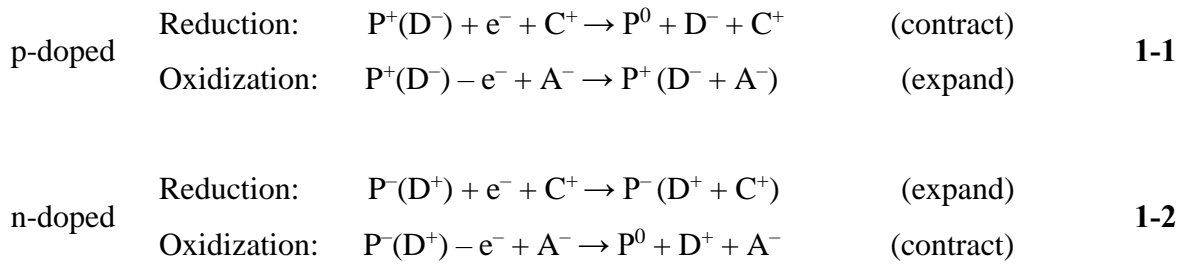 p-doped
Reduction: P⁺(D⁻) + e⁻ + C⁺ → P⁰ + D⁻ + C⁺ (contract)
Oxidization: P⁺(D⁻) – e⁻ + A⁻ → P⁺ (D⁻ + A⁻) (expand)
1-1
n-doped
Reduction: P⁻(D⁺) + e⁻ + C⁺ → P⁻ (D⁺ + C⁺) (expand)
Oxidization: P⁻(D⁺) – e⁻ + A⁻ → P⁰ + D⁺ + A⁻ (contract)
1-2